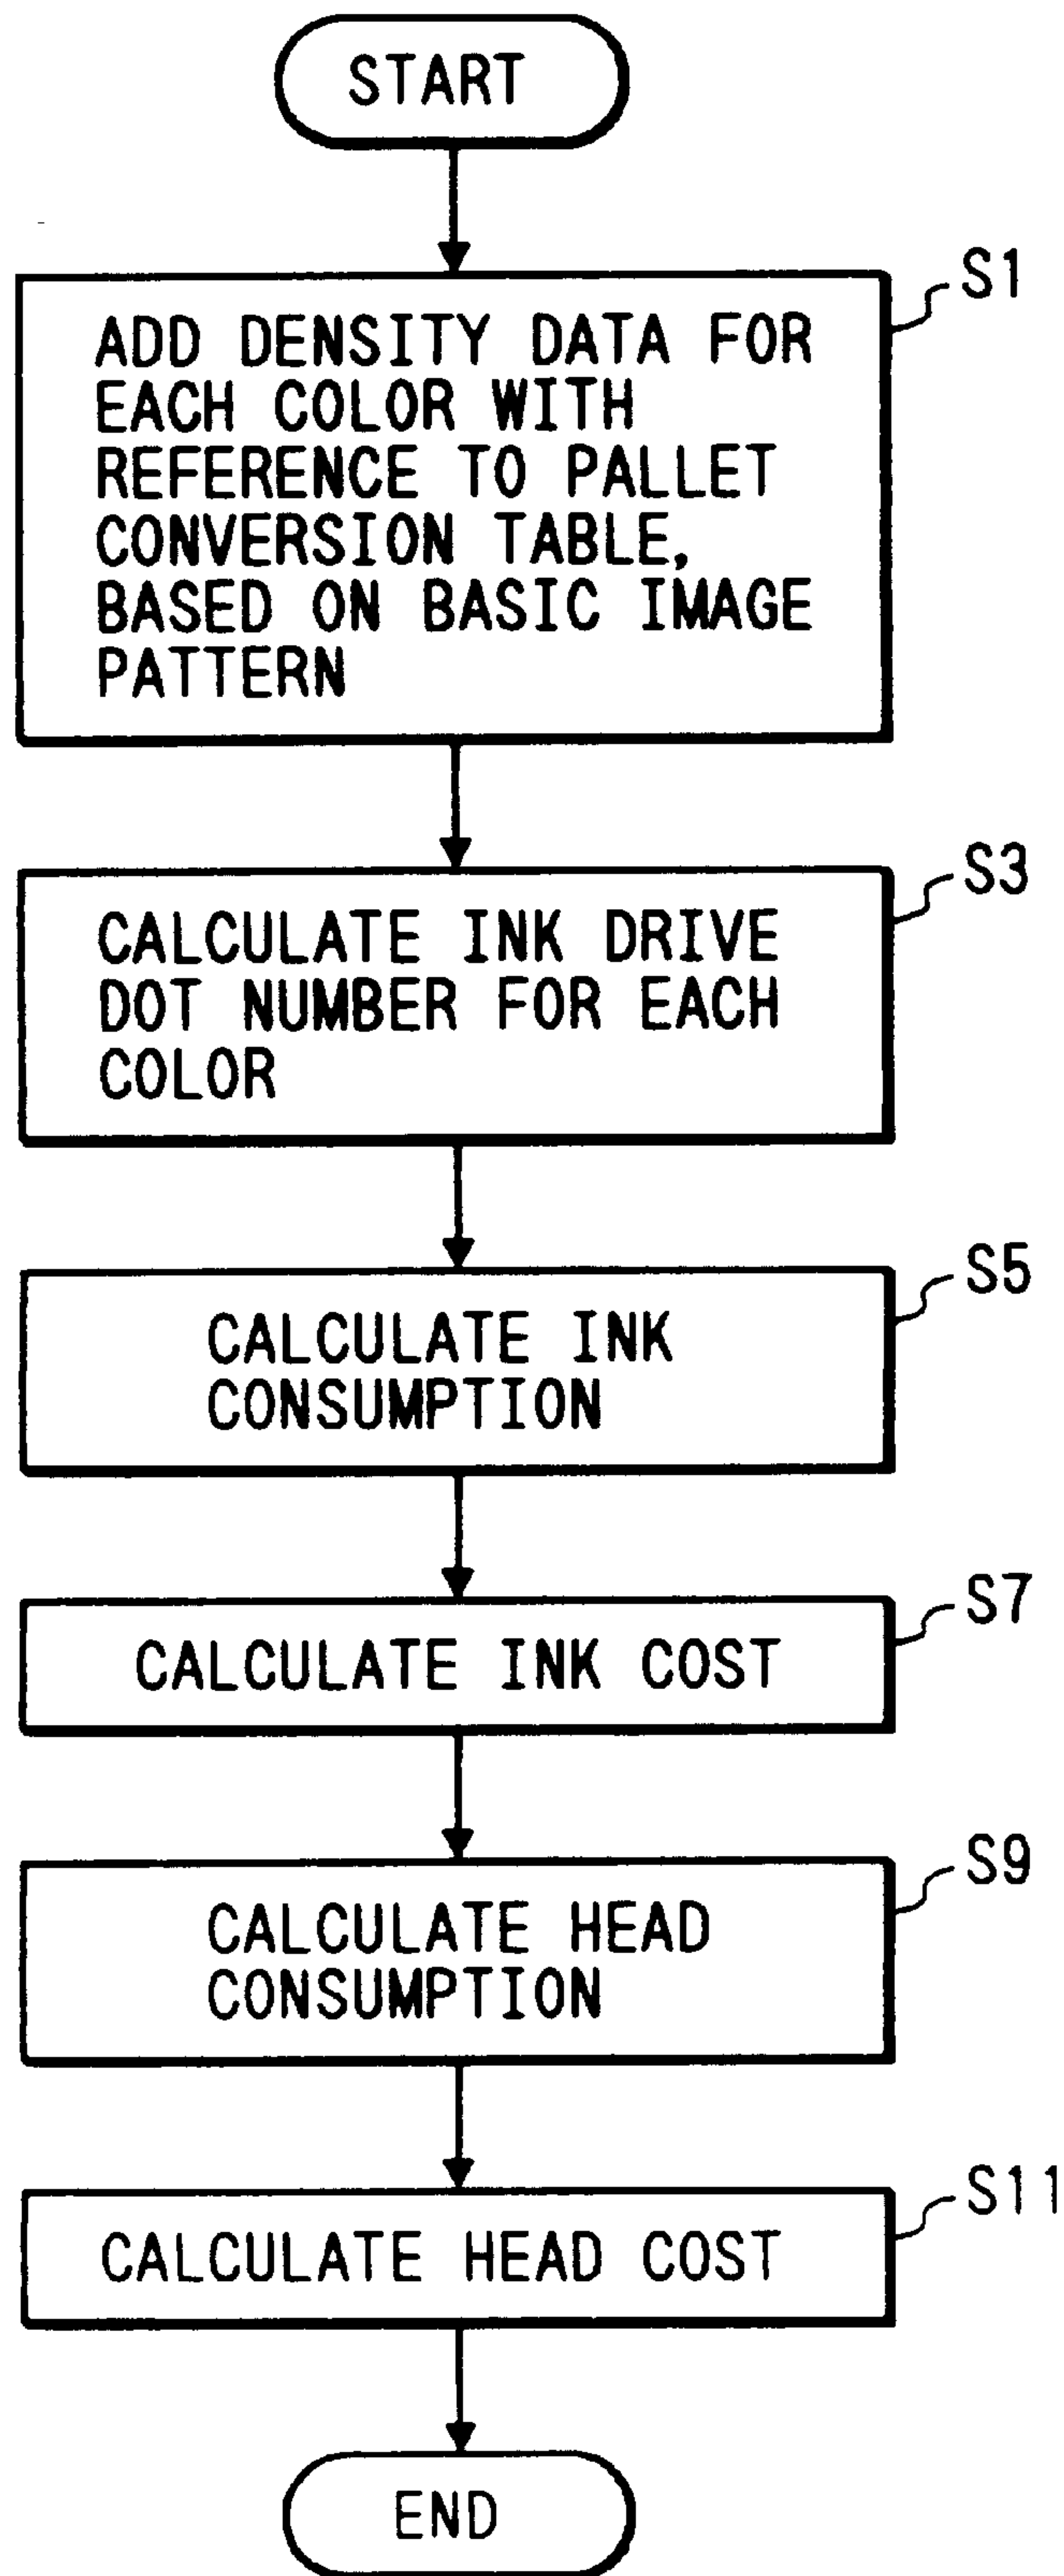 START
S1
ADD DENSITY DATA FOR
EACH COLOR WITH
REFERENCE TO PALLET
CONVERSION TABLE,
BASED ON BASIC IMAGE
PATTERN
S3
CALCULATE INK DRIVE
DOT NUMBER FOR EACH
COLOR
S5
CALCULATE INK
CONSUMPTION
S7
CALCULATE INK COST
S9
CALCULATE HEAD
CONSUMPTION
S11
CALCULATE HEAD COST
END